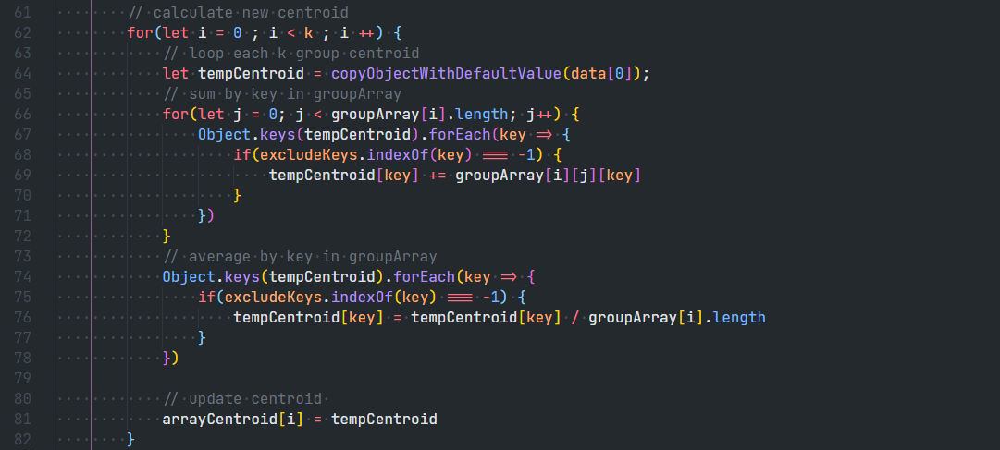 61 // calculate new centroid
62 for(let i = 0 ; i < k ; i ++) {
63 // loop each k group centroid
64 let tempCentroid = copyObjectWithDefaultValue(data[0]);
65 // sum by key in groupArray
66 for(let j = 0; j < groupArray[i].length; j++) {
67 Object.keys(tempCentroid).forEach(key => {
68 if(excludeKeys.indexOf(key) === -1) {
69 tempCentroid[key] += groupArray[i][j][key]
70 }
71 })
72 }
73 // average by key in groupArray
74 Object.keys(tempCentroid).forEach(key => {
75 if(excludeKeys.indexOf(key) === -1) {
76 tempCentroid[key] = tempCentroid[key] / groupArray[i].length
77 }
78 })
79
80 // update centroid
81 arrayCentroid[i] = tempCentroid
82 }